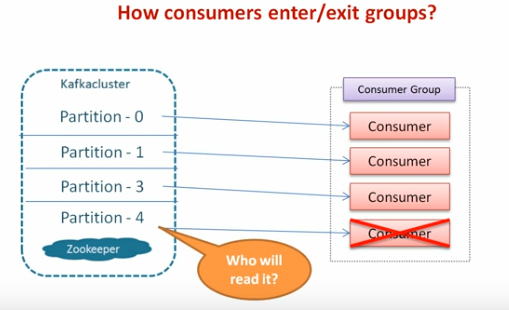 How consumers enter/exit groups?
Kafkacluster
Partition - 0
Partition - 1
Partition - 3
Partition - 4
Zookeeper
Who will
read it?
Consumer Group
Consumer
Consumer
Consumer
Consumer